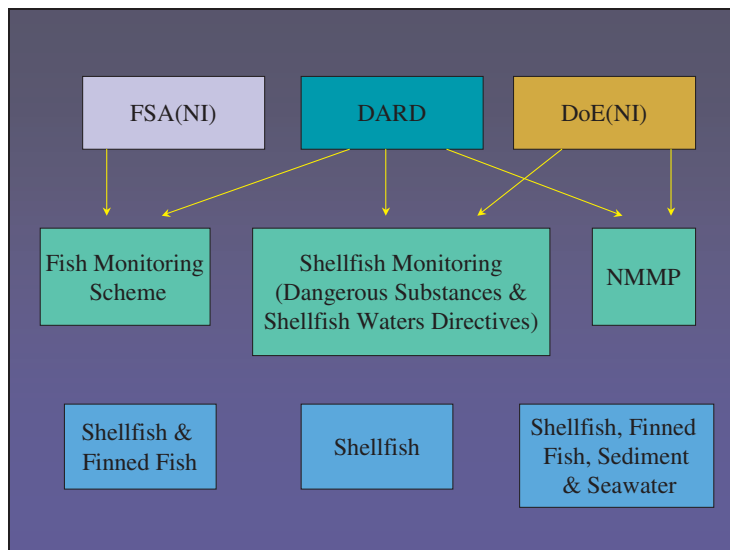 FSA(NI)
DARD
DoE(NI)
Fish Monitoring
Scheme
Shellfish Monitoring
(Dangerous Substances &
Shellfish Waters Directives)
NMMP
Shellfish &
Finned Fish
Shellfish
Shellfish, Finned
Fish, Sediment
& Seawater